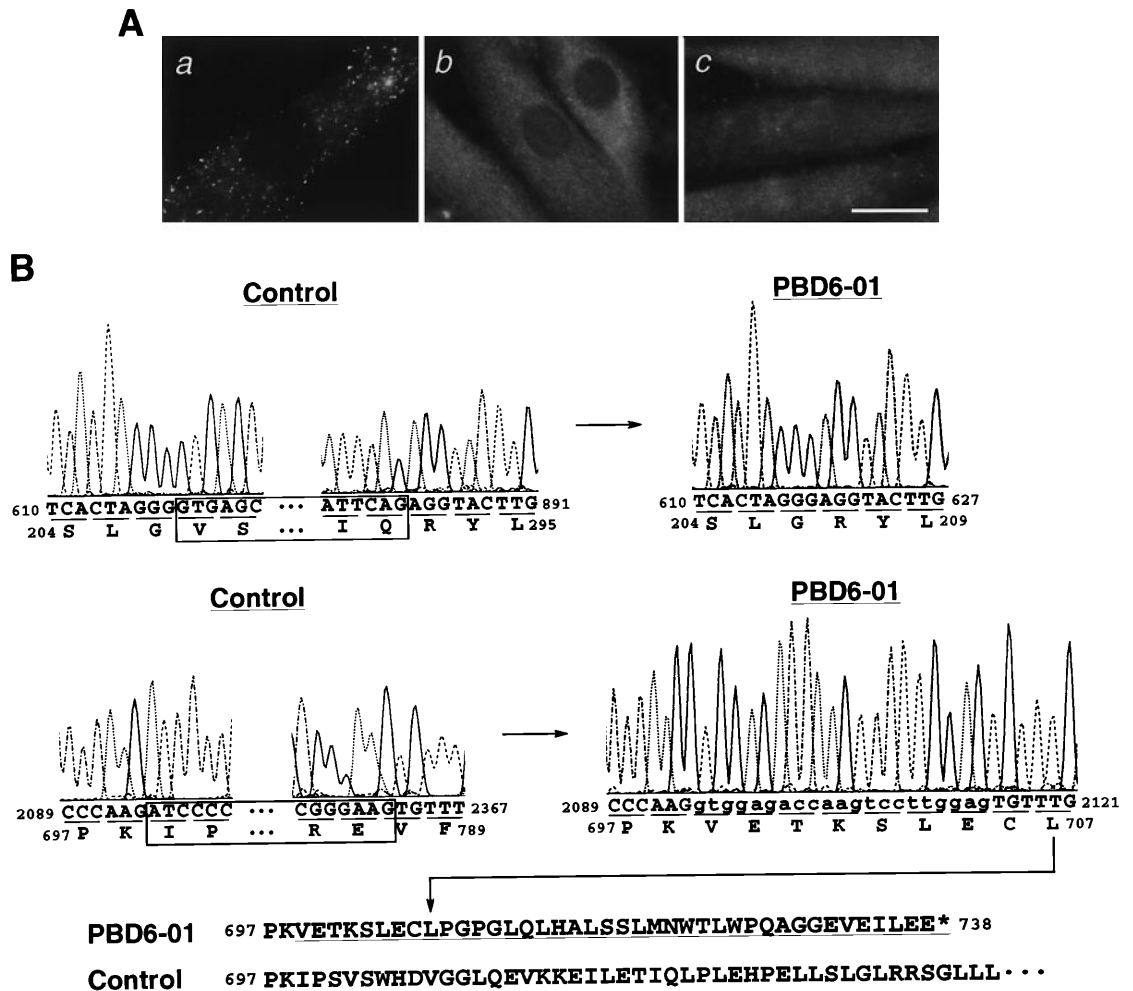 A
a
b
c
B
Control
PBD6-01
610 TCACTAGGGGTGAGC ··· ATTCAGAGGTACTTG 891
204 S L G V S ··· I Q R Y L 295
610 TCACTAGGGAGGTACTTG 627
204 S L G R Y L 209
Control
PBD6-01
2089 CCCAAGATCCCC ··· CGGGAAGTGTTT 2367
697 P K I P ··· R E V F 789
2089 CCCAAGgtggagaccaagtccttggagTGTTTG 2121
697 P K V E T K S L E C L 707
PBD6-01 697 PKVETKSLECLPGPGLQLHALSSLMNWTLWPQAGGEVEILEE* 738
Control 697 PKIPSVSWHDVGGLQEVKKEILETIQLPLEHPELLSLGLRRSGLLL···